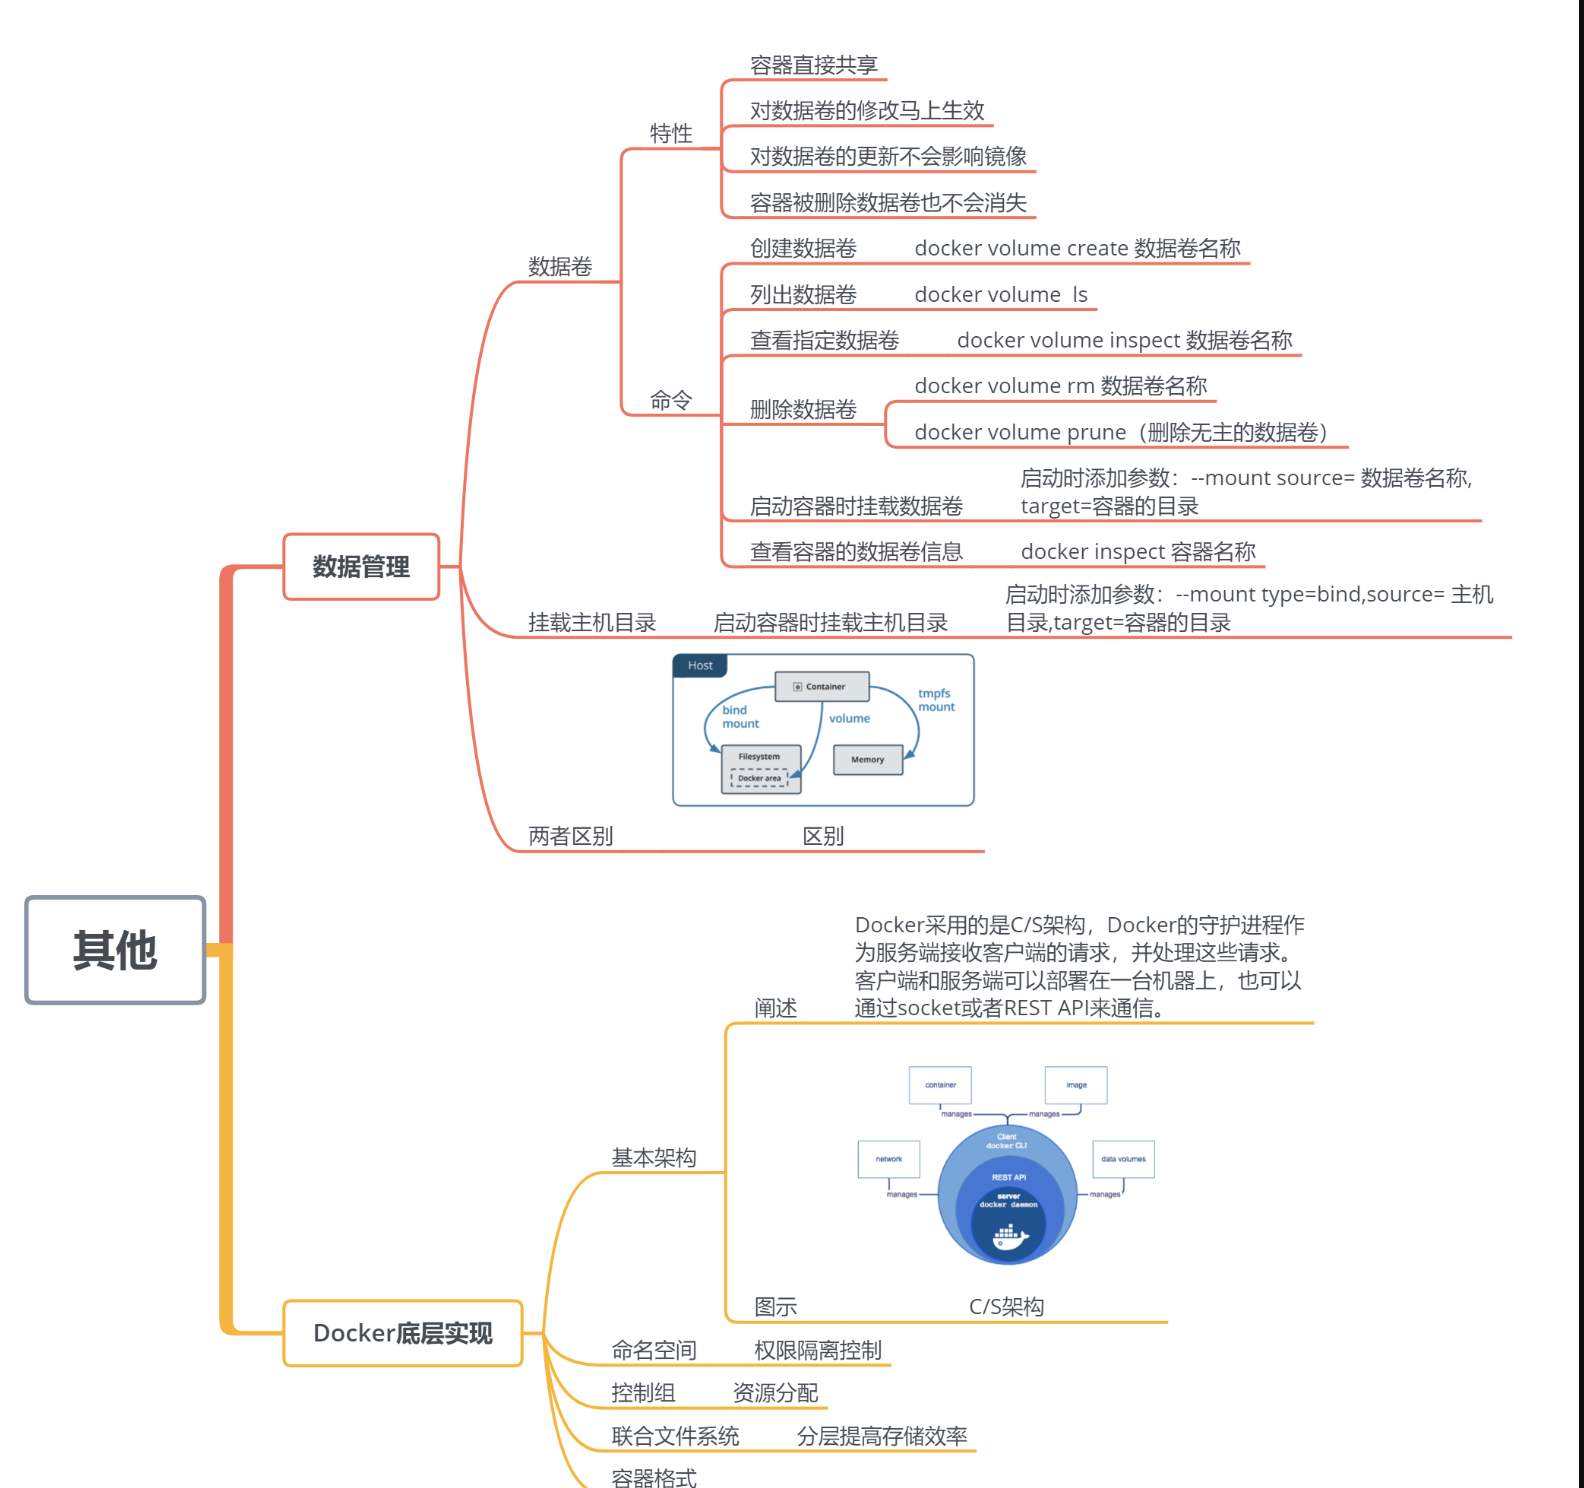 其他
数据管理
数据卷
特性
容器直接共享
对数据卷的修改马上生效
对数据卷的更新不会影响镜像
容器被删除数据卷也不会消失
命令
创建数据卷
docker volume create 数据卷名称
列出数据卷
docker volume  ls
查看指定数据卷
docker volume inspect 数据卷名称
删除数据卷
docker volume rm 数据卷名称
docker volume prune（删除无主的数据卷）
启动容器时挂载数据卷
启动时添加参数：--mount source= 数据卷名称,
target=容器的目录
查看容器的数据卷信息
docker inspect 容器名称
挂载主机目录
启动容器时挂载主机目录
启动时添加参数：--mount type=bind,source= 主机
目录,target=容器的目录
两者区别
Host
Container
bind
mount
volume
tmpfs
mount
Filesystem
Docker area
Memory
区别
Docker底层实现
基本架构
阐述
Docker采用的是C/S架构，Docker的守护进程作
为服务端接收客户端的请求，并处理这些请求。
客户端和服务端可以部署在一台机器上，也可以
通过socket或者REST API来通信。
图示
container
image
manages
manages
Client
docker CLI
network
data volumes
REST API
manages
manages
server
docker daemon
C/S架构
命名空间
权限隔离控制
控制组
资源分配
联合文件系统
分层提高存储效率
容器格式